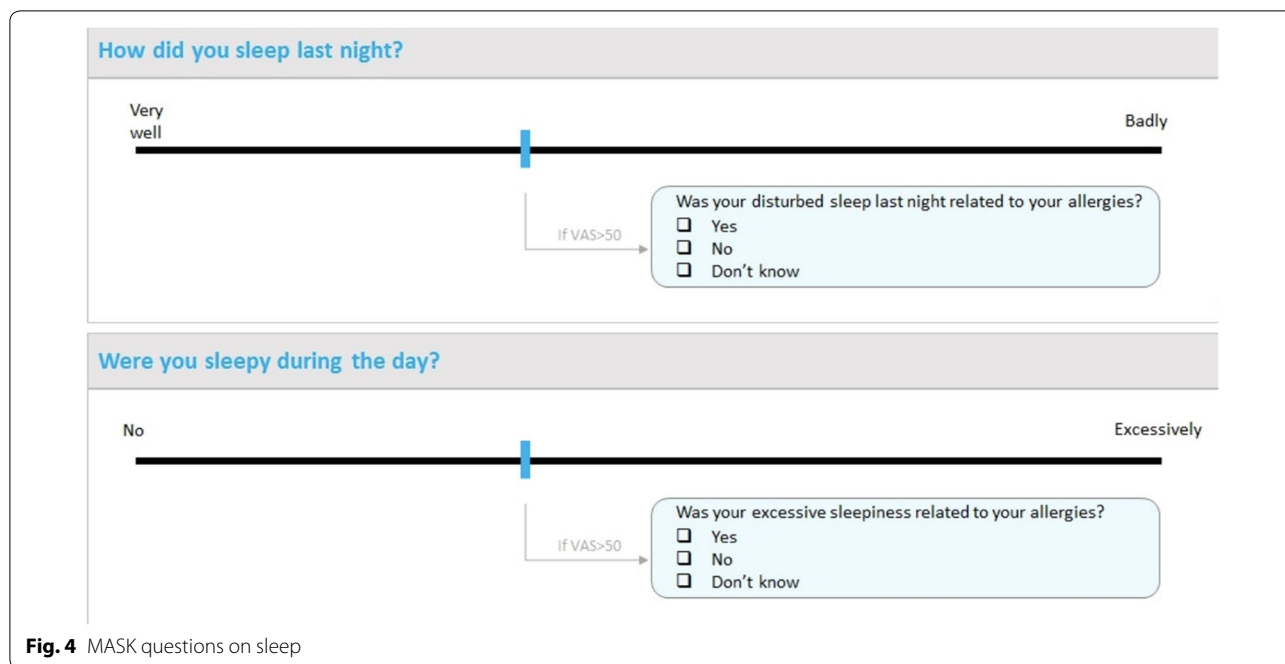 How did you sleep last night?
Very
well
Badly
Was your disturbed sleep last night related to your allergies?
If VAS>50
❑ Yes
❑ No
❑ Don't know
Were you sleepy during the day?
No
Excessively
Was your excessive sleepiness related to your allergies?
If VAS>50
❑ Yes
❑ No
❑ Don't know
Fig. 4 MASK questions on sleep